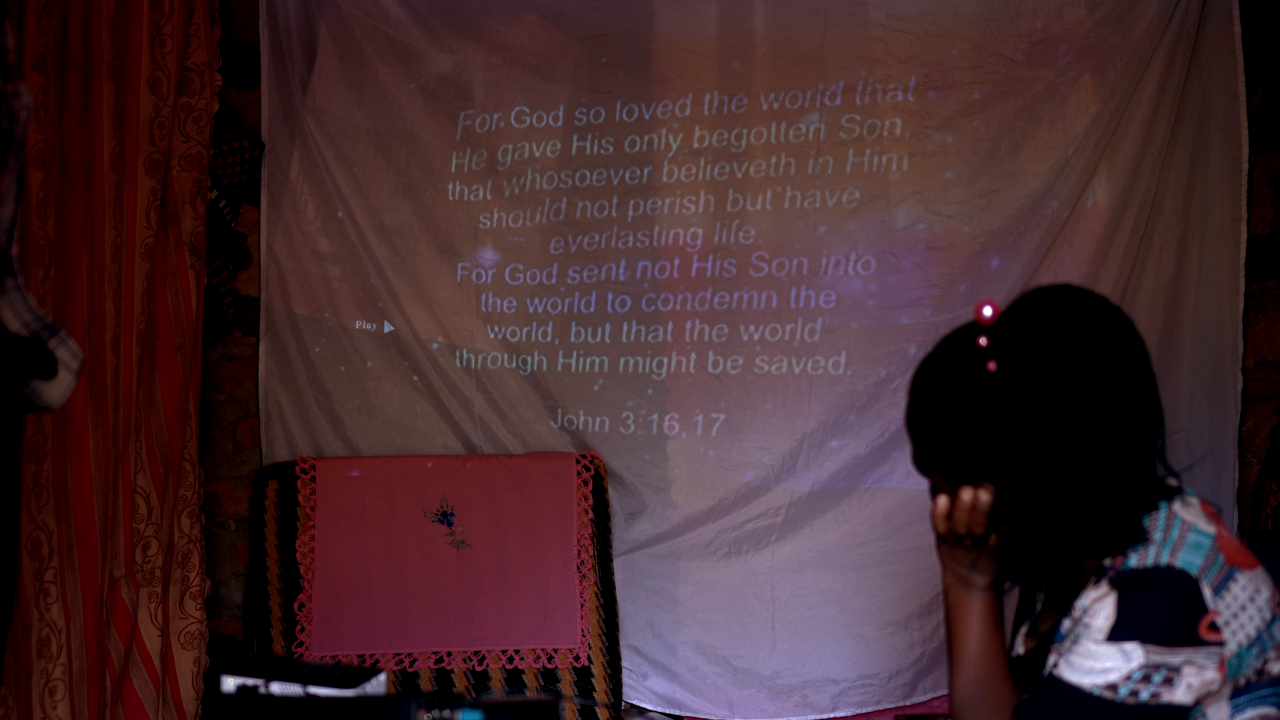 For God so loved the world that
He gave His only begotten Son,
that whosoever believeth in Him
should not perish but have
everlasting life.
For God sent not His Son into
the world to condemn the
world, but that the world
through Him might be saved.
John 3:16,17
Play